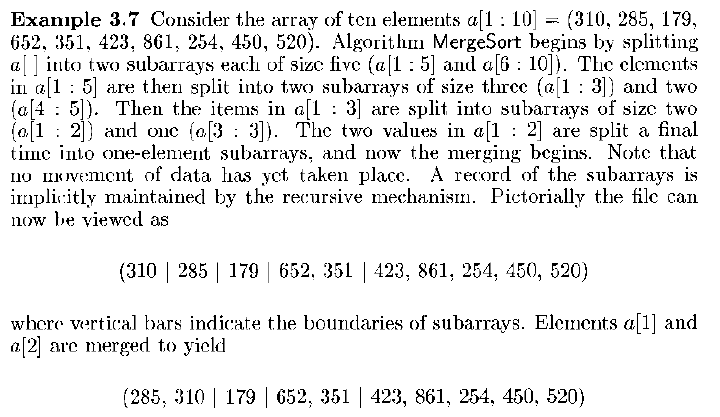 Example 3.7 Consider the array of ten elements a[1 : 10] = (310, 285, 179,
652, 351, 423, 861, 254, 450, 520). Algorithm MergeSort begins by splitting
a[ ] into two subarrays each of size five (a[1 : 5] and a[6 : 10]). The elements
in a[1 : 5] are then split into two subarrays of size three (a[1 : 3]) and two
(a[4 : 5]). Then the items in a[1 : 3] are split into subarrays of size two
(a[1 : 2]) and one (a[3 : 3]). The two values in a[1 : 2] are split a final
time into one-element subarrays, and now the merging begins. Note that
no movement of data has yet taken place. A record of the subarrays is
implicitly maintained by the recursive mechanism. Pictorially the file can
now be viewed as
(310 | 285 | 179 | 652, 351 | 423, 861, 254, 450, 520)
where vertical bars indicate the boundaries of subarrays. Elements a[1] and
a[2] are merged to yield
(285, 310 | 179 | 652, 351 | 423, 861, 254, 450, 520)